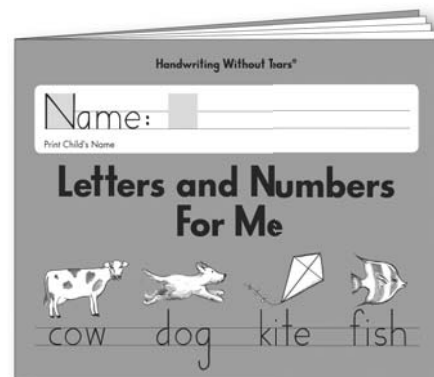 Handwriting Without Tears®
Name:
Print Child's Name
Letters and Numbers
For Me
cow dog kite fish